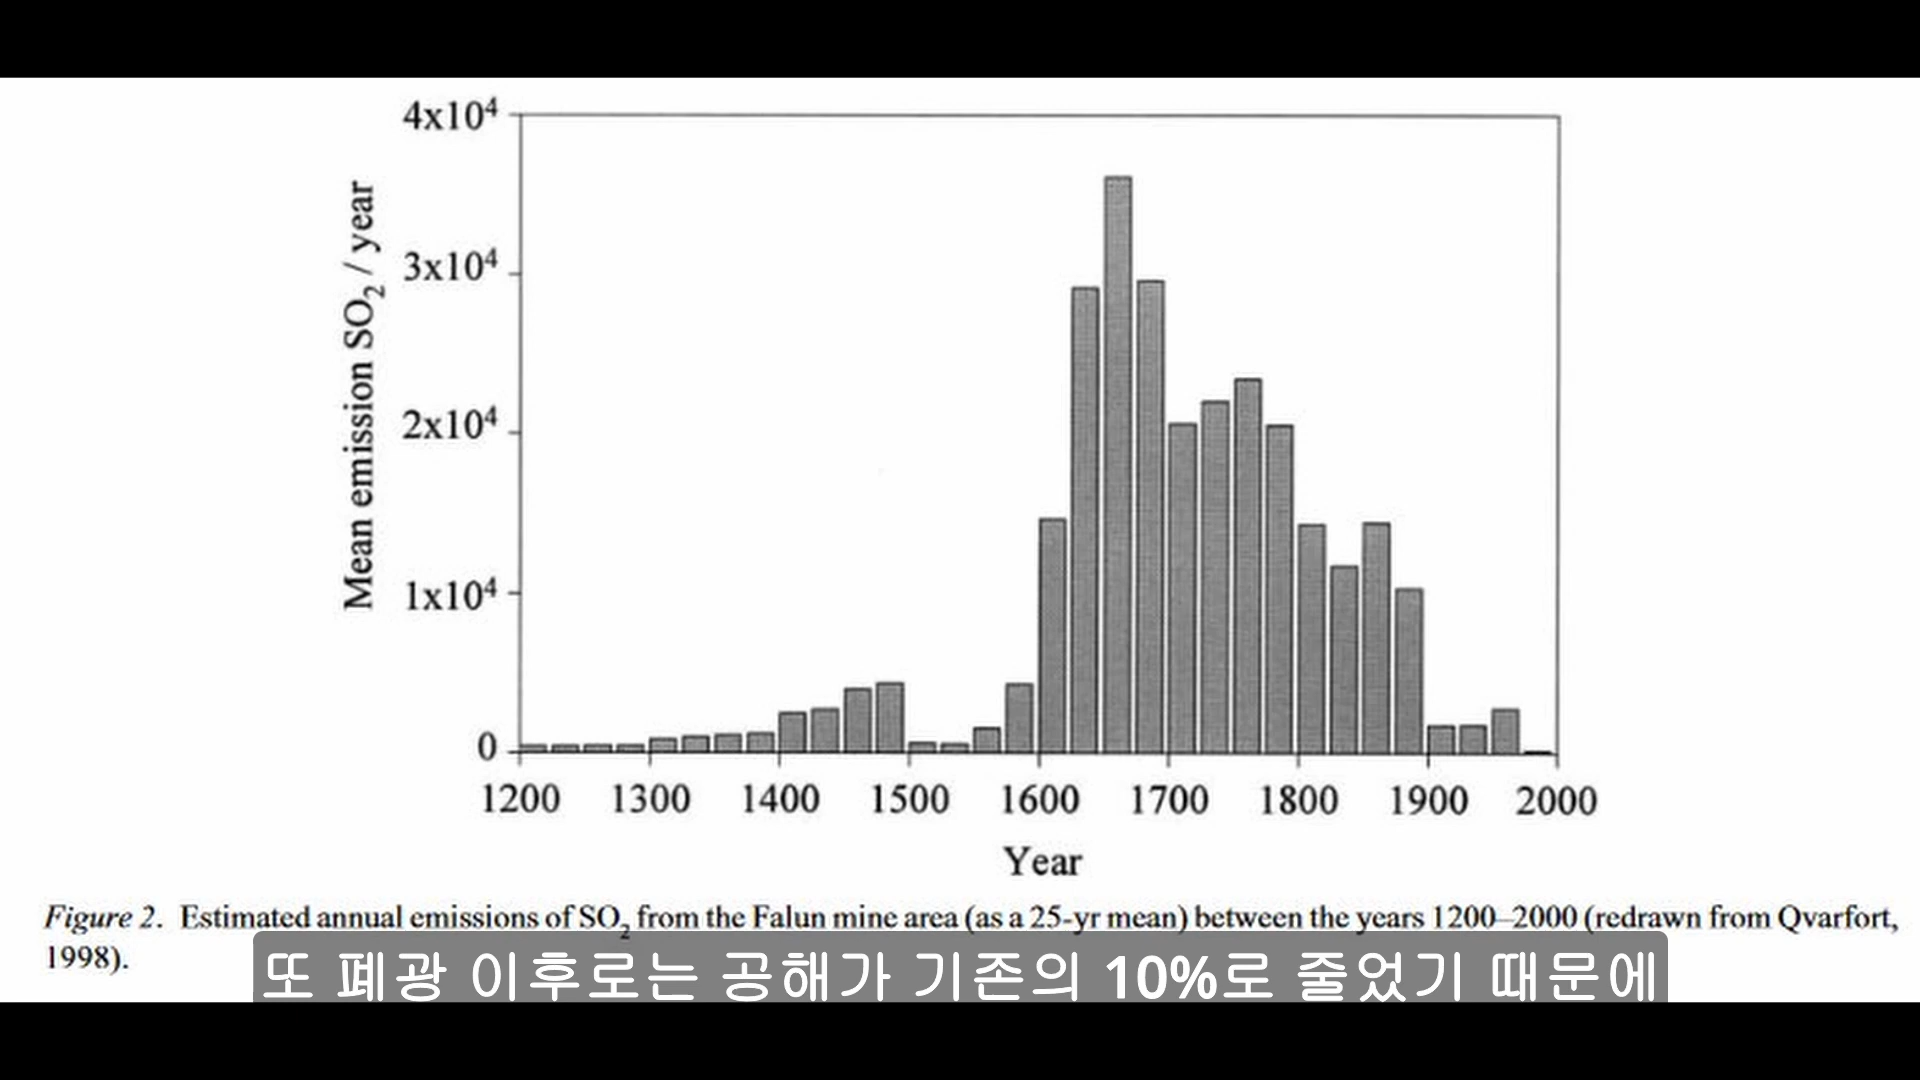 4x10⁴
3x10⁴
2x10⁴
1x10⁴
0
Mean emission SO₂ / year
1200 1300 1400 1500 1600 1700 1800 1900 2000
Year
Figure 2. Estimated annual emissions of SO₂ from the Falun mine area (as a 25-yr mean) between the years 1200–2000 (redrawn from Qvarfort,
1998).
또 폐광 이후로는 공해가 기존의 10%로 줄었기 때문에